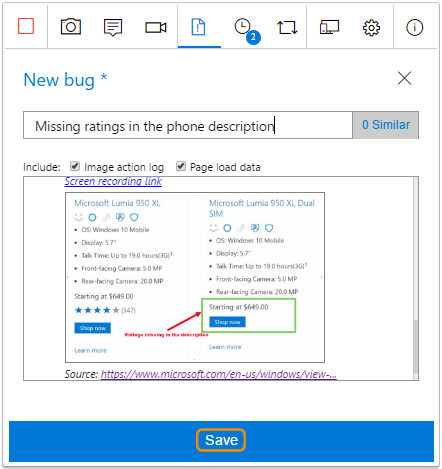 2
New bug *
Missing ratings in the phone description
0 Similar
Include: Image action log Page load data
Screen recording link
Microsoft Lumia 950 XL
• OS: Windows 10 Mobile
• Display: 5.7"
• Talk Time: Up to 19.0 hours(3G)¹
• Front-facing Camera: 5.0 MP
• Rear-facing Camera: 20.0 MP
Starting at $649.00
(347)
Shop now
Learn more
Microsoft Lumia 950 XL Dual
SIM
• OS: Windows 10 Mobile
• Display: 5.7"
• Talk Time: Up to 19.0 hours(3G)¹
• Front-facing Camera: 5.0 MP
• Rear-facing Camera: 20.0 MP
Starting at $649.00
Shop now
Ratings missing in the description
Learn more
Source: https://www.microsoft.com/en-us/windows/view-...
Save